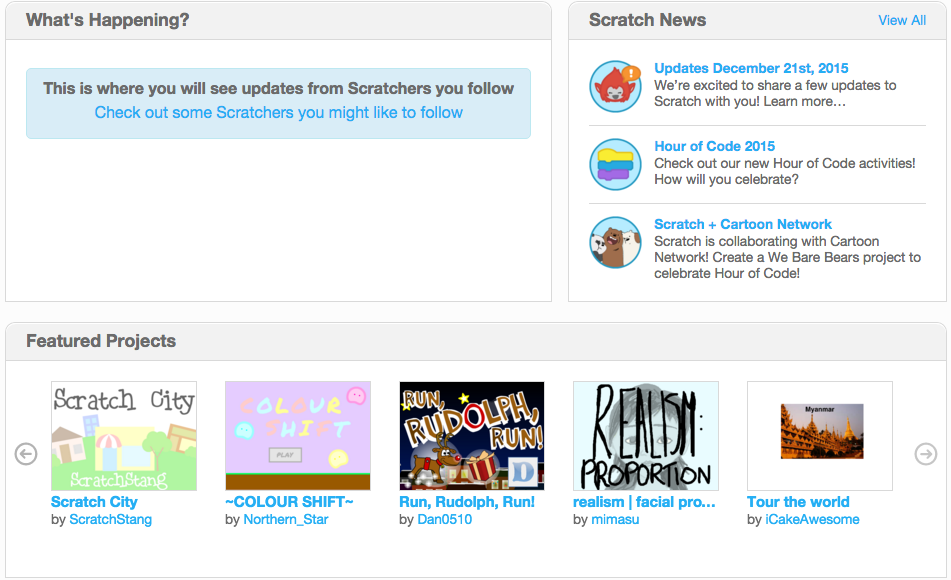 What's Happening?
This is where you will see updates from Scratchers you follow
Check out some Scratchers you might like to follow
Scratch News
View All
Updates December 21st, 2015
We're excited to share a few updates to
Scratch with you! Learn more…
Hour of Code 2015
Check out our new Hour of Code activities!
How will you celebrate?
Scratch + Cartoon Network
Scratch is collaborating with Cartoon
Network! Create a We Bare Bears project to
celebrate Hour of Code!
Featured Projects
Scratch City
ScratchStang
Scratch City
by ScratchStang
COLOUR
SHIFT
PLAY
~COLOUR SHIFT~
by Northern_Star
RUN,
RUDOLPH,
RUN!
D
Run, Rudolph, Run!
by Dan0510
REALISM:
PROPORTION
realism | facial pro...
by mimasu
Myanmar
Tour the world
by iCakeAwesome